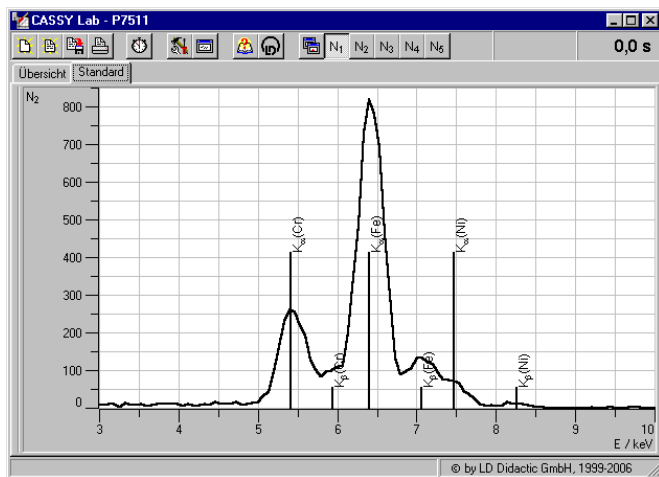 CASSY Lab - P7511
N1 N2 N3 N4 N5 0,0 s
Übersicht Standard
N2
800
700
600
500
400
300
200
100
0
Kα(Cr)
Kβ(Cr)
Kα(Fe)
Kβ(Fe)
Kα(Ni)
Kβ(Ni)
3 4 5 6 7 8 9 10
E / keV
© by LD Didactic GmbH, 1999-2006